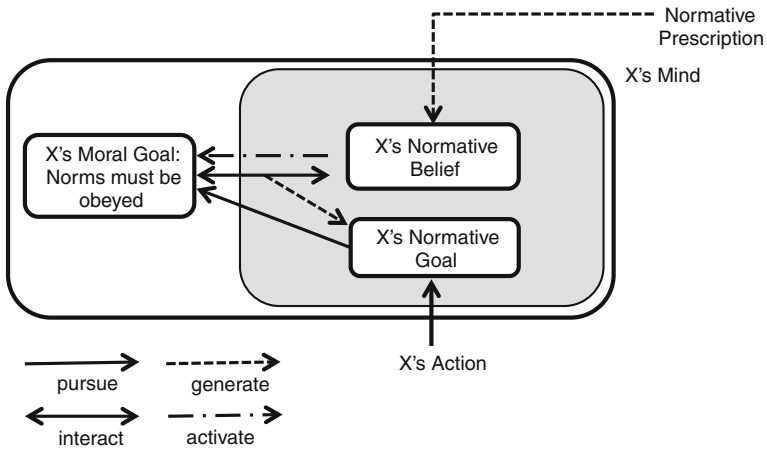 Normative
Prescription
X's Mind
X's Moral Goal:
Norms must be
obeyed
X's Normative
Belief
X's Normative
Goal
X's Action
pursue
generate
interact
activate